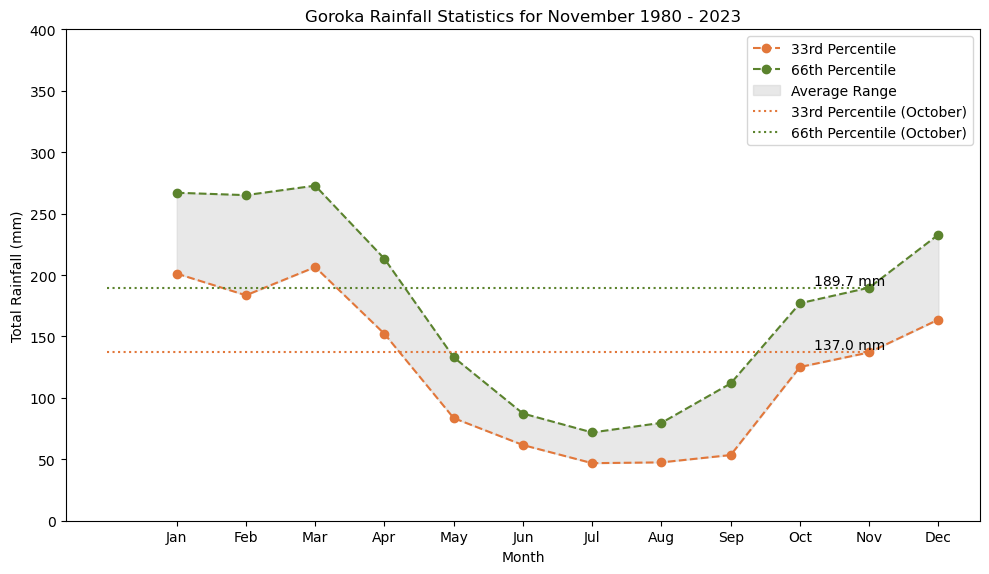 Goroka Rainfall Statistics for November 1980 - 2023
400
350
300
250
200
150
100
50
0
Total Rainfall (mm)
33rd Percentile
66th Percentile
Average Range
33rd Percentile (October)
66th Percentile (October)
189.7 mm
137.0 mm
Jan Feb Mar Apr May Jun Jul Aug Sep Oct Nov Dec
Month